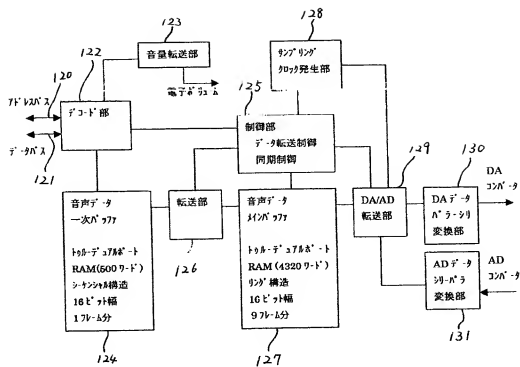 123
122
120
音量転送部
電子ボリューム
128
サンプリング
クロック発生部
アドレスバス
デコード部
データバス
121
125
制御部
データ転送制御
同期制御
129
130
DA/AD
転送部
DAデータ
パラ-シリ
変換部
DA
コンバータ
音声データ
一次バッファ
トゥルーデュアルポート
RAM(600ワード)
シーケンシャル構造
16ビット幅
1フレーム分
124
転送部
126
音声データ
メインバッファ
トゥルーデュアルポート
RAM(4320ワード)
リング構造
16ビット幅
9フレーム分
127
ADデータ
シリ-パラ
変換部
AD
コンバータ
131